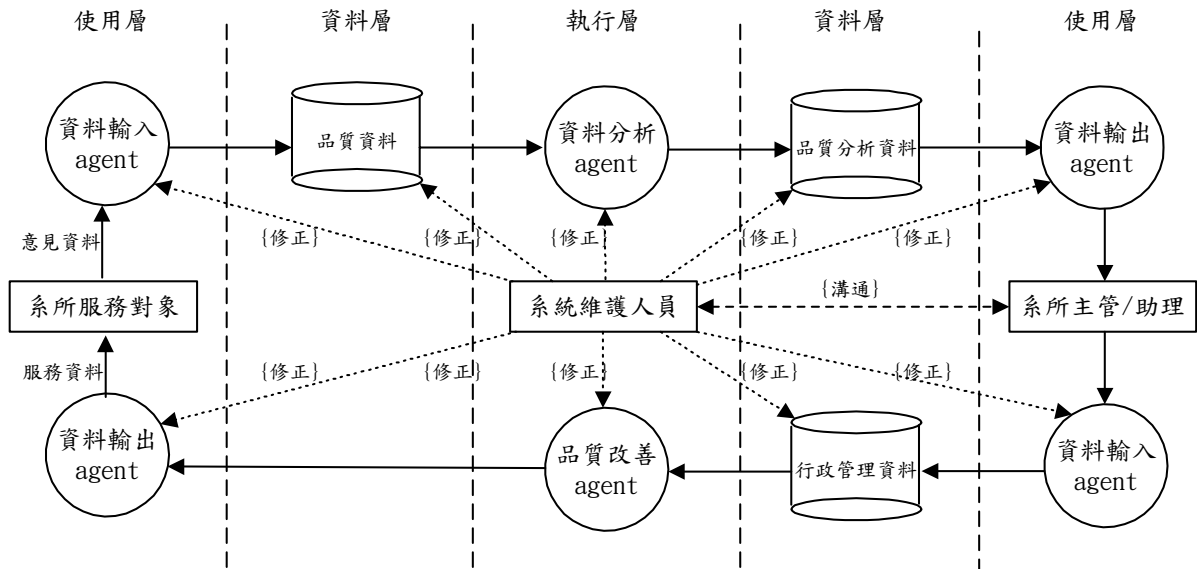 使用層
資料層
執行層
資料層
使用層
資料輸入
agent
品質資料
資料分析
agent
品質分析資料
資料輸出
agent
意見資料
{修正}
{修正}
{修正}
{修正}
{修正}
系所服務對象
系統維護人員
{溝通}
系所主管/助理
服務資料
{修正}
{修正}
{修正}
{修正}
{修正}
資料輸出
agent
品質改善
agent
行政管理資料
資料輸入
agent